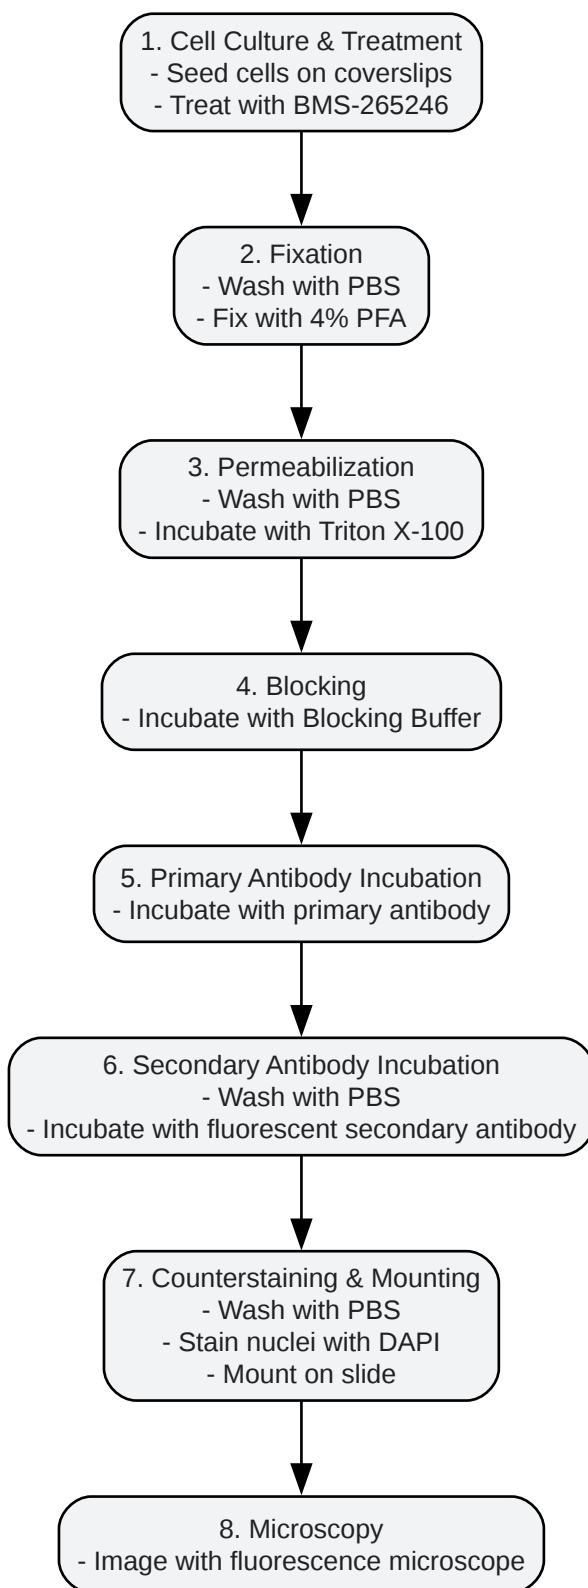 1. Cell Culture & Treatment
- Seed cells on coverslips
- Treat with BMS-265246
2. Fixation
- Wash with PBS
- Fix with 4% PFA
3. Permeabilization
- Wash with PBS
- Incubate with Triton X-100
4. Blocking
- Incubate with Blocking Buffer
5. Primary Antibody Incubation
- Incubate with primary antibody
6. Secondary Antibody Incubation
- Wash with PBS
- Incubate with fluorescent secondary antibody
7. Counterstaining & Mounting
- Wash with PBS
- Stain nuclei with DAPI
- Mount on slide
8. Microscopy
- Image with fluorescence microscope